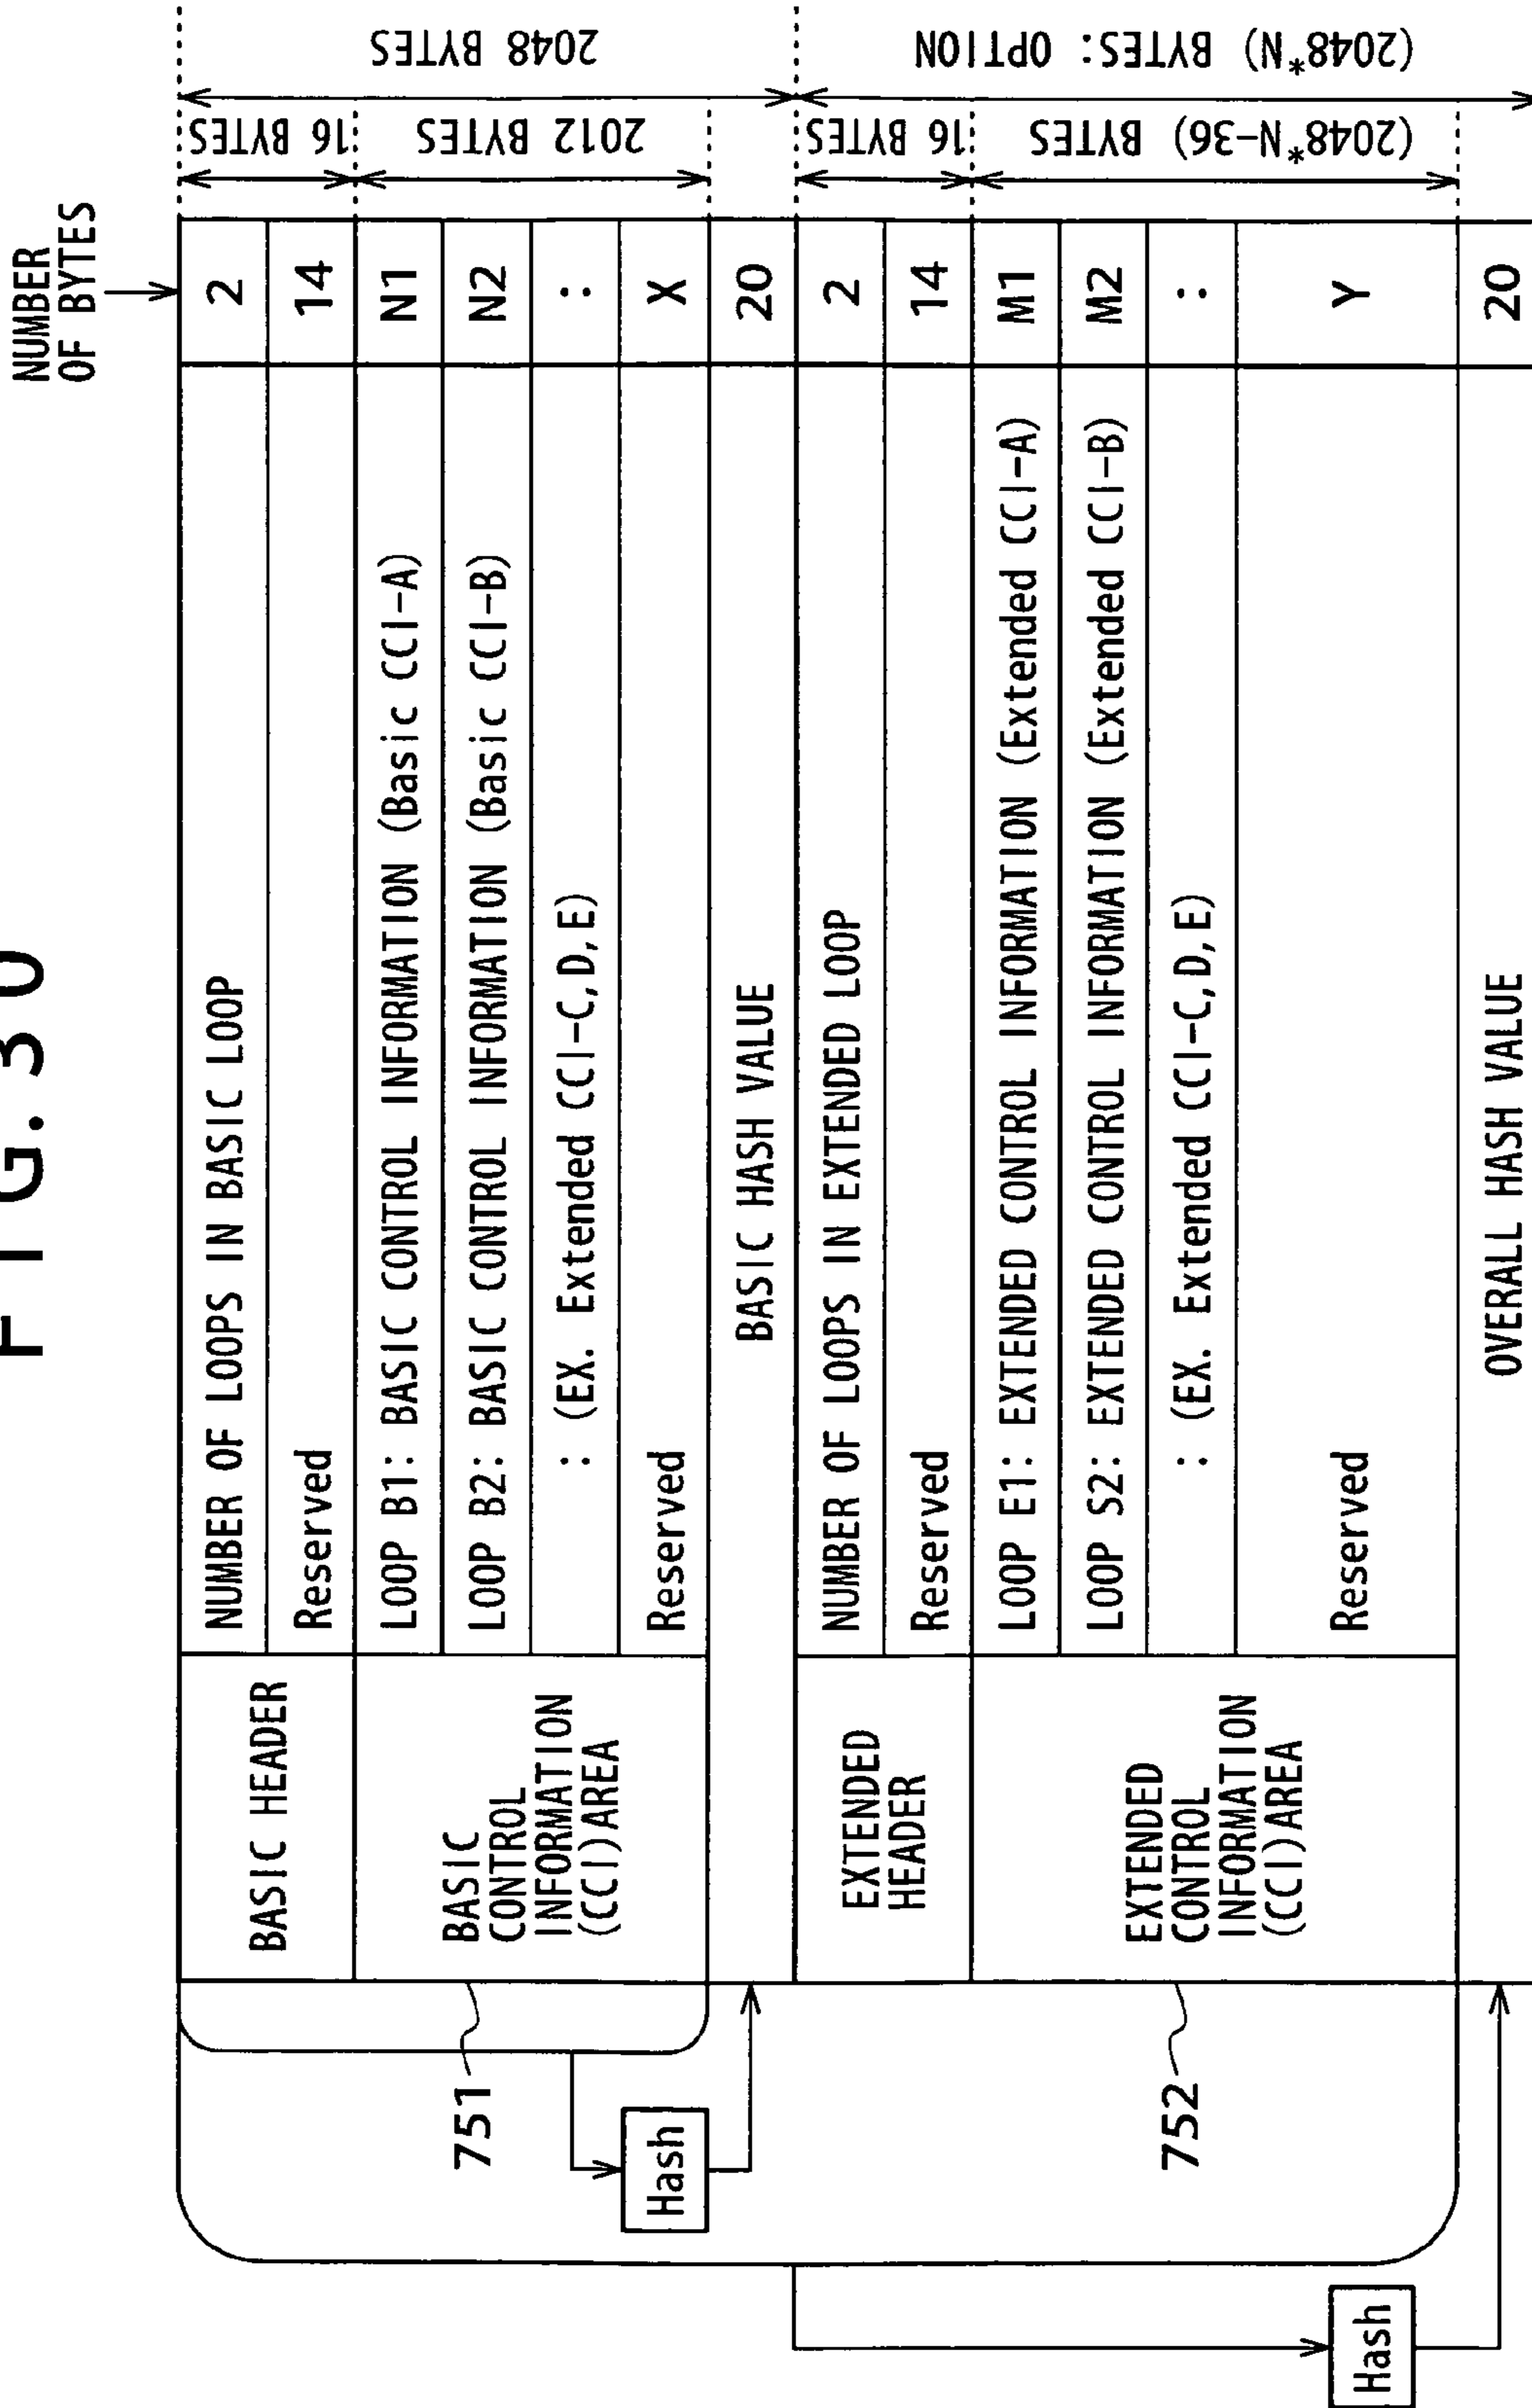 FIG. 30
NUMBER
OF BYTES
BASIC HEADER
NUMBER OF LOOPS IN BASIC LOOP
2
16 BYTES
2048 BYTES
Reserved
14
BASIC
CONTROL
INFORMATION
(CCI)AREA
751
LOOP B1: BASIC CONTROL INFORMATION (Basic CCI-A)
N1
2012 BYTES
LOOP B2: BASIC CONTROL INFORMATION (Basic CCI-B)
N2
: (EX. Extended CCI-C,D,E)
:
Reserved
X
Hash
BASIC HASH VALUE
20
EXTENDED
HEADER
NUMBER OF LOOPS IN EXTENDED LOOP
2
16 BYTES
(2048*N) BYTES: OPTION
Reserved
14
EXTENDED
CONTROL
INFORMATION
(CCI)AREA
752
LOOP E1: EXTENDED CONTROL INFORMATION (Extended CCI-A)
M1
(2048*N-36) BYTES
LOOP S2: EXTENDED CONTROL INFORMATION (Extended CCI-B)
M2
: (EX. Extended CCI-C,D,E)
:
Reserved
Y
Hash
OVERALL HASH VALUE
20